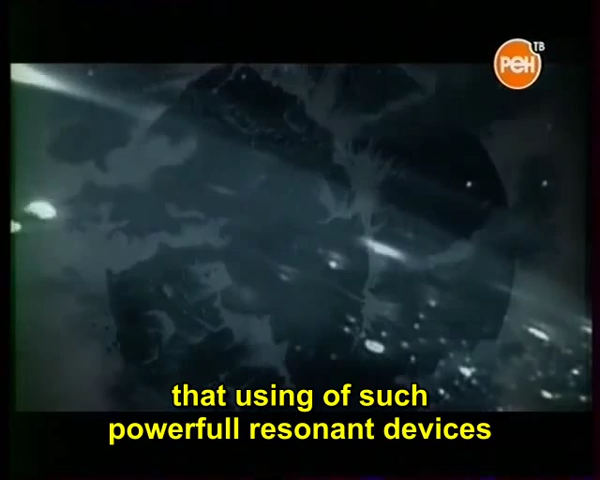 РЕН ТВ
that using of such
powerfull resonant devices